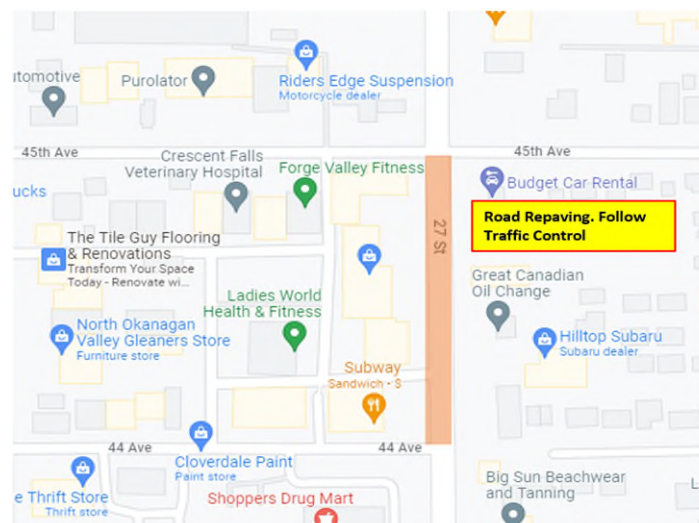 Purolator
Riders Edge Suspension
Motorcycle dealer
45th Ave
45th Ave
Crescent Falls
Veterinary Hospital
Forge Valley Fitness
Budget Car Rental
Road Repaving. Follow
Traffic Control
27 St
The Tile Guy Flooring
& Renovations
Transform Your Space
Today - Renovate wi...
Great Canadian
Oil Change
Ladies World
Health & Fitness
North Okanagan
Valley Gleaners Store
Furniture store
Hilltop Subaru
Subaru dealer
Subway
Sandwich • $
44 Ave
44 Ave
Cloverdale Paint
Paint store
e Thrift Store
Thrift store
Shoppers Drug Mart
Big Sun Beachwear
and Tanning